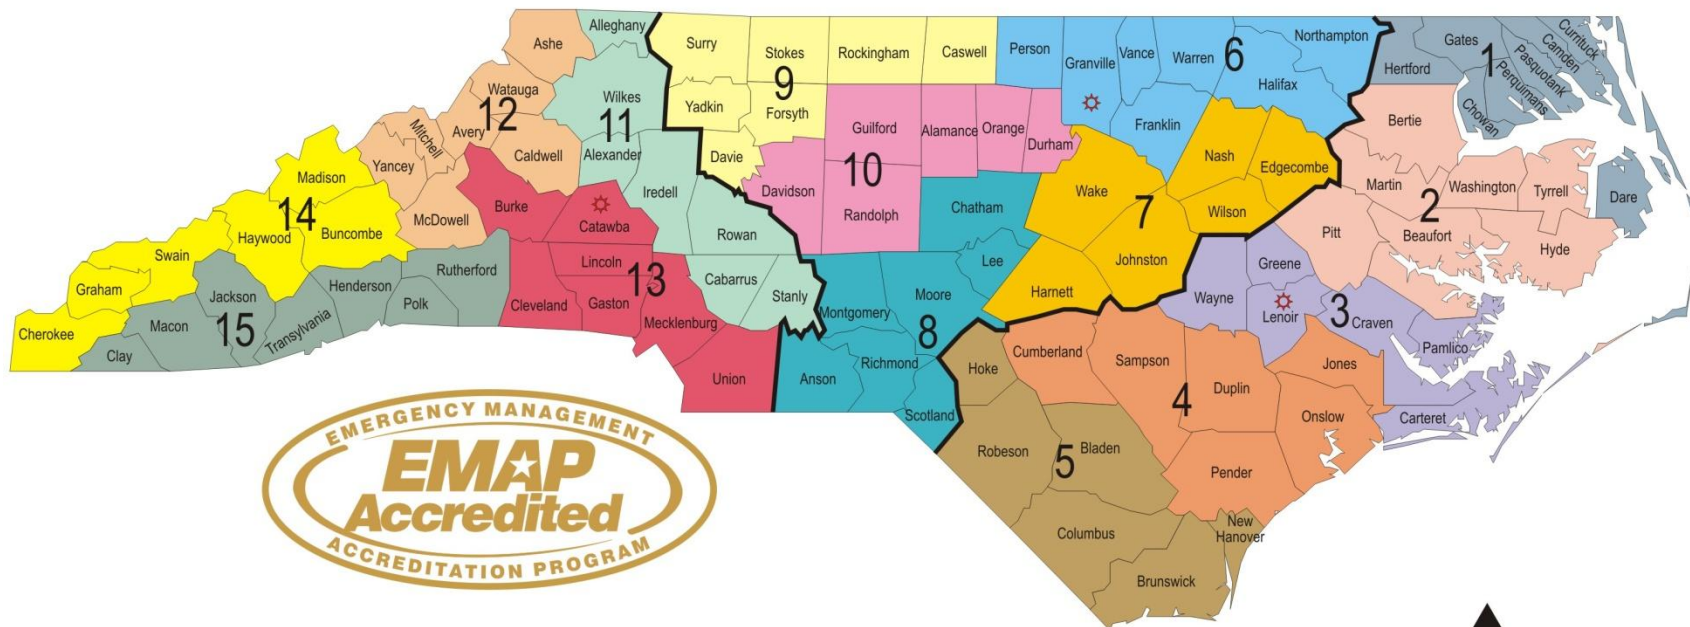 Alleghany
Ashe
Surry
Stokes
Rockingham
Caswell
Person
Granville
Vance
Warren
Northampton
6
Halifax
Gates
Hertford
1
Currituck
Camden
Pasquotank
Perquimans
Chowan
9
Watauga
12
Wilkes
11
Yadkin
Forsyth
Franklin
Bertie
Mitchell
Avery
Caldwell
Alexander
Davie
Guilford
Alamance
Orange
Durham
Nash
Edgecombe
Yancey
Madison
Iredell
Davidson
10
Randolph
Wake
7
Wilson
Martin
2
Washington
Tyrrell
Dare
McDowell
Burke
Catawba
14
Haywood
Buncombe
Rowan
Chatham
Johnston
Pitt
Beaufort
Hyde
Swain
Graham
Cherokee
Rutherford
Lincoln
13
Cabarrus
Stanly
Lee
Moore
Harnett
Greene
Wayne
Lenoir
3
Craven
Pamlico
Jackson
Henderson
Polk
Macon
15
Transylvania
Clay
Cleveland
Gaston
Mecklenburg
Union
Montgomery
8
Richmond
Anson
Scotland
Hoke
Cumberland
Sampson
Duplin
4
Jones
Onslow
Carteret
Robeson
5
Bladen
Pender
Columbus
New
Hanover
Brunswick
EMERGENCY MANAGEMENT
EMAP
Accredited
ACCREDITATION PROGRAM